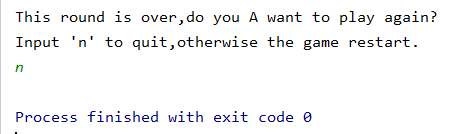 This round is over,do you A want to play again?
Input 'n' to quit,otherwise the game restart.
n
Process finished with exit code 0